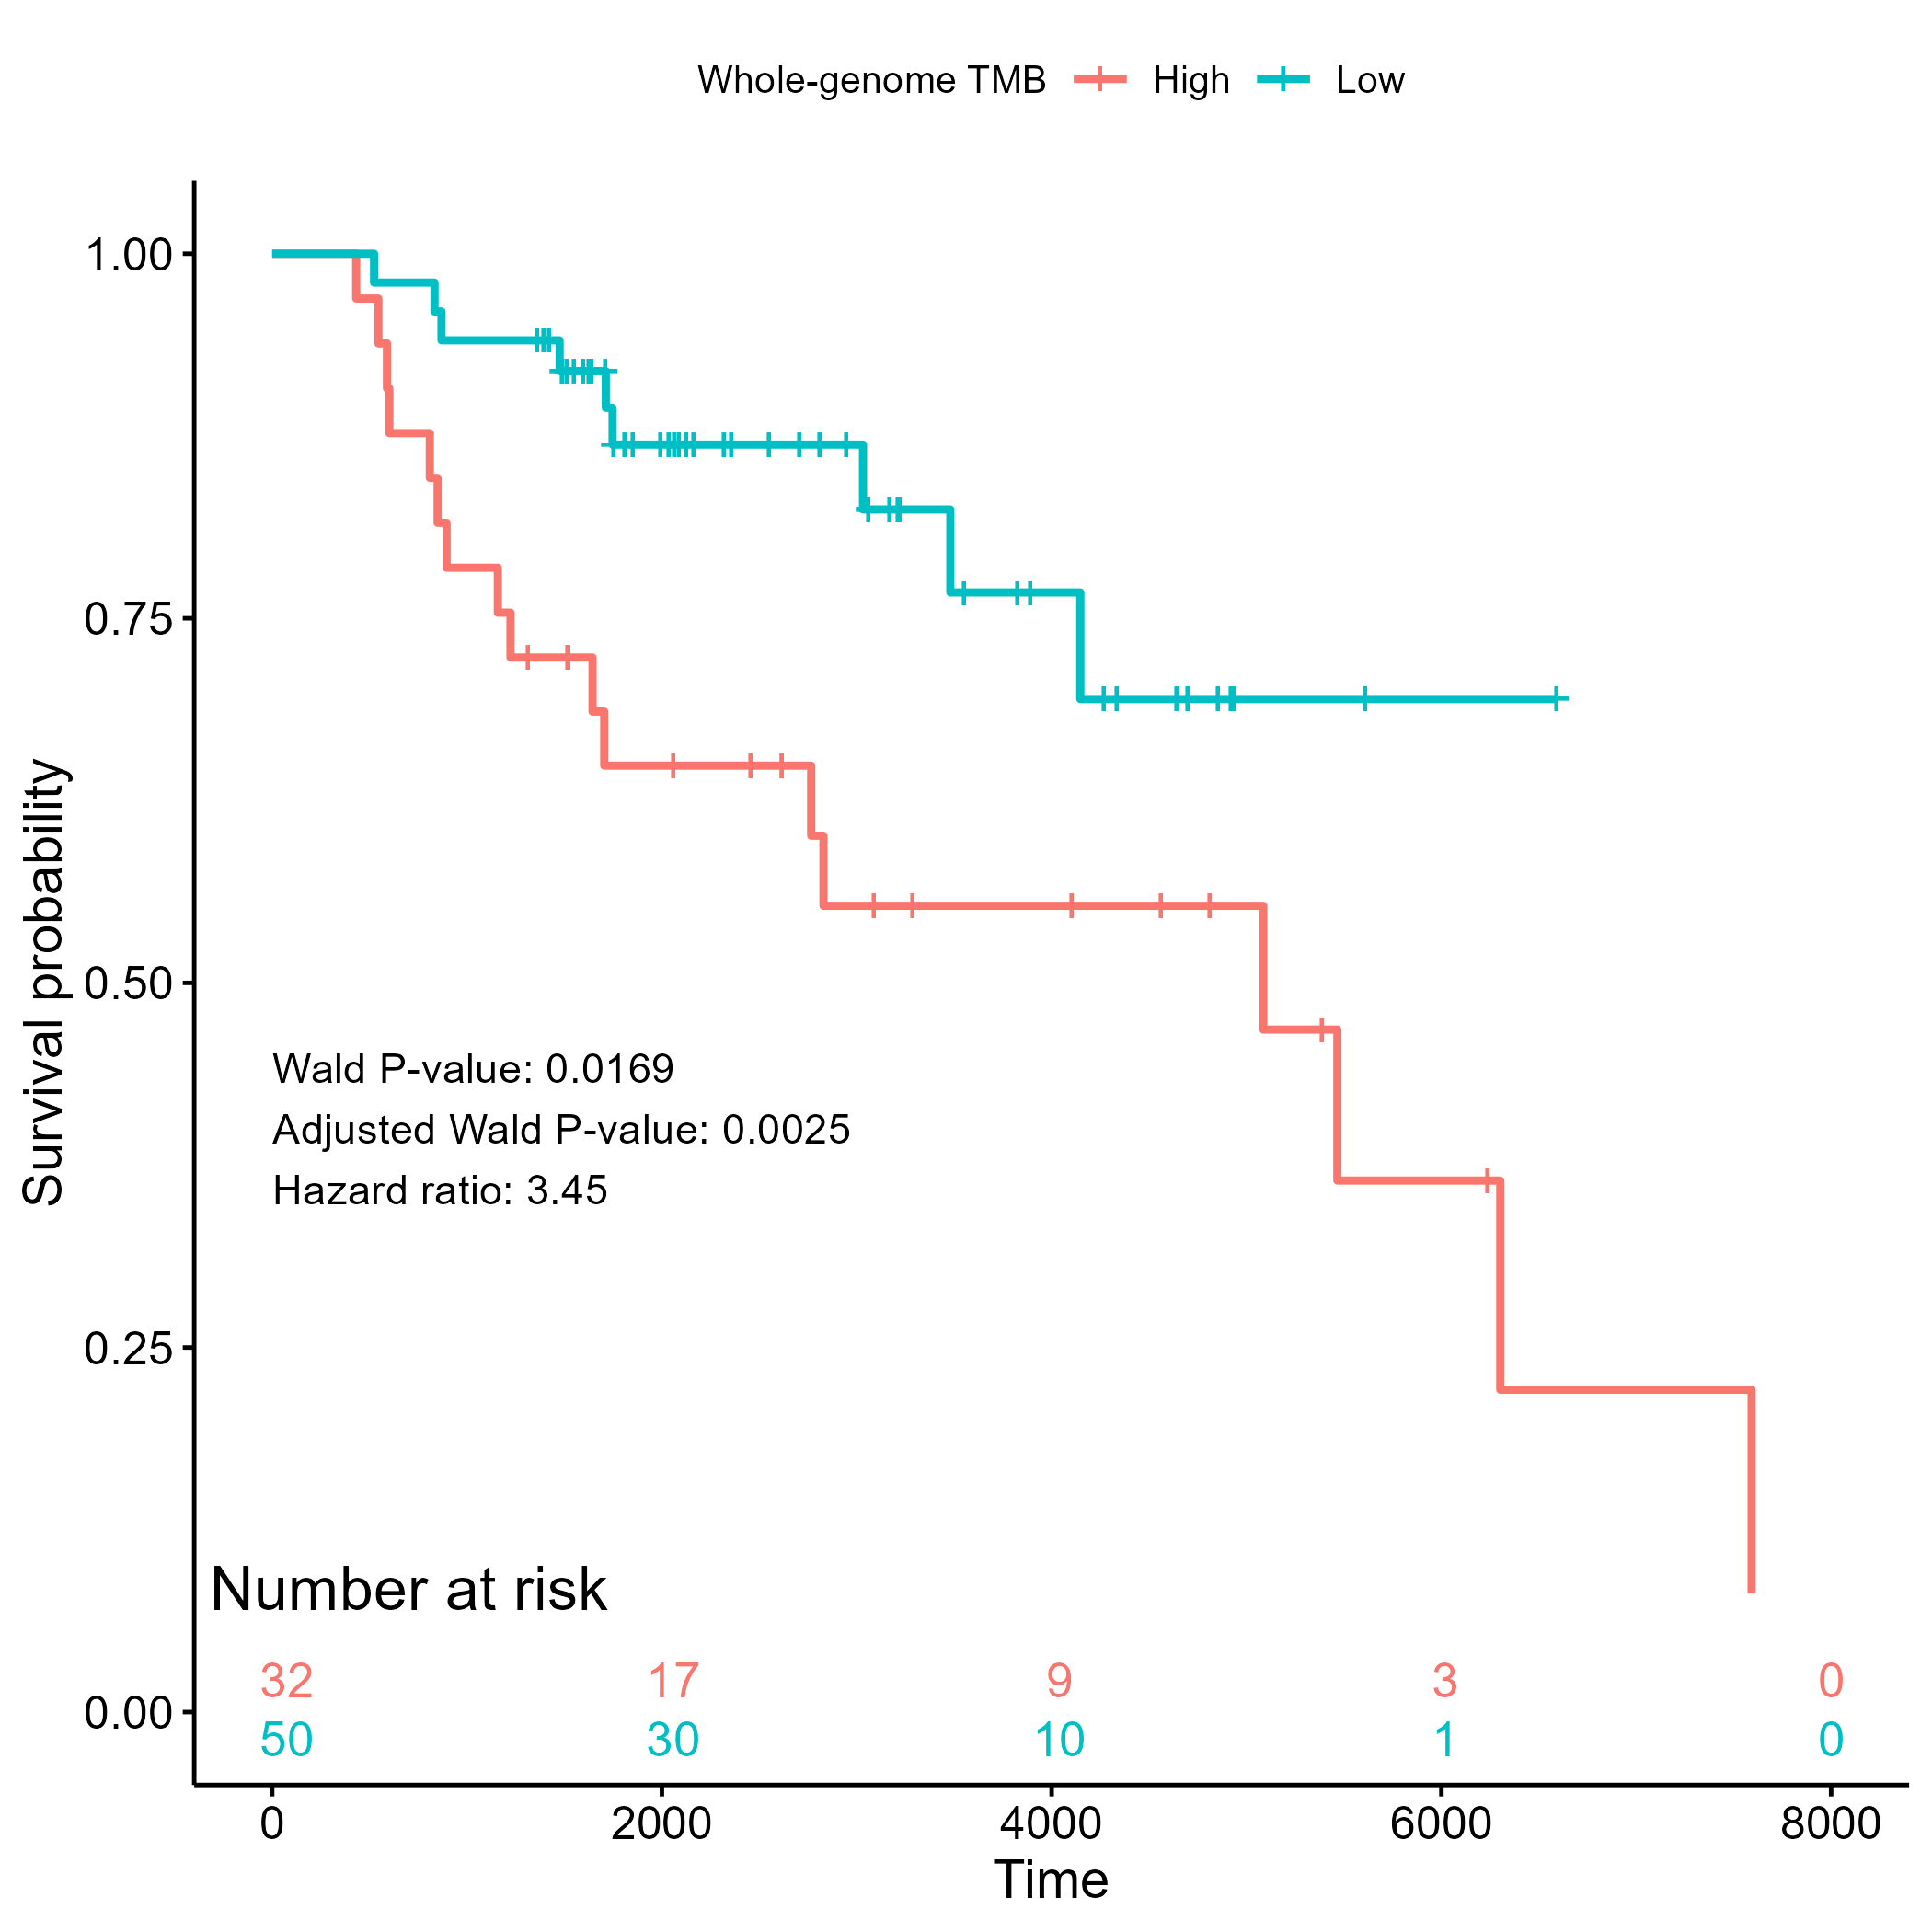 Whole-genome TMB High Low
1.00
0.75
0.50
0.25
0.00
Survival probability
Wald P-value: 0.0169
Adjusted Wald P-value: 0.0025
Hazard ratio: 3.45
Number at risk
32 17 9 3 0
50 30 10 1 0
0 2000 4000 6000 8000
Time